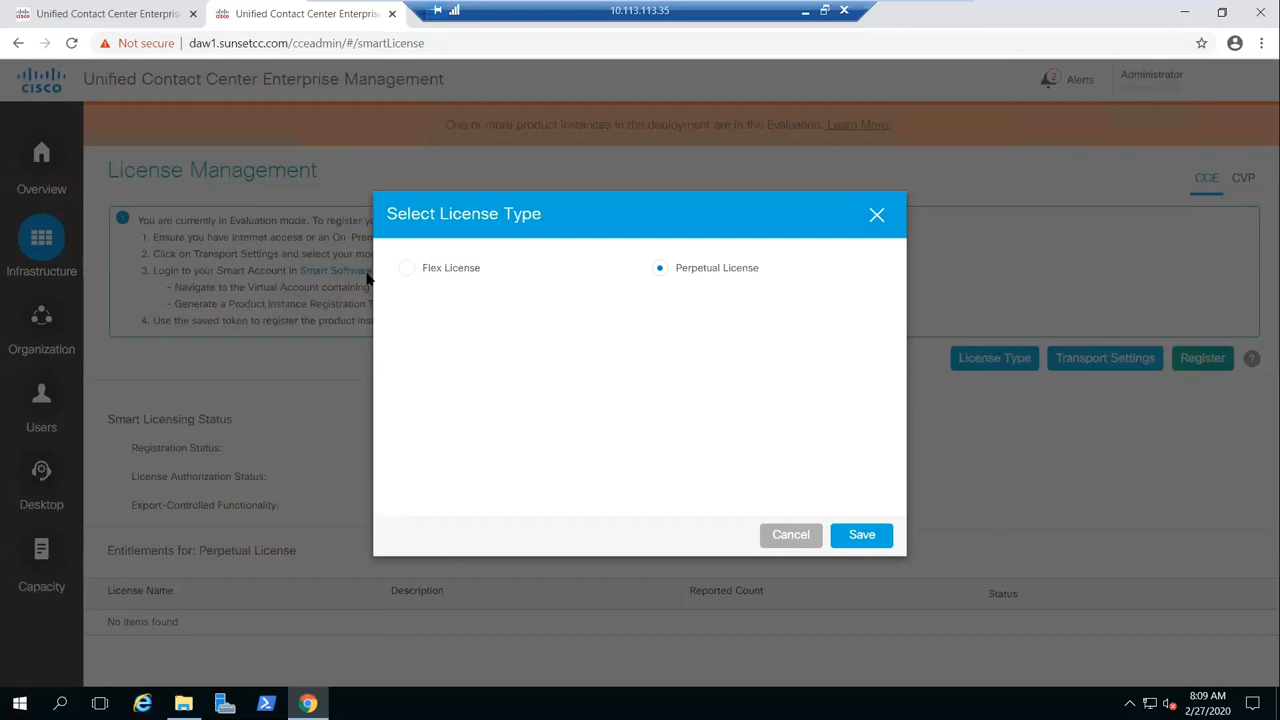 Unified Contact Center Enterpris
Unified Contact Center Enterpris
10.113.113.35
Not secure
daw1.sunsetcc.com/cceadmin/#/smartLicense
CISCO
Unified Contact Center Enterprise Management
2
Alerts
Administrator
One or more product instances in the deployment are in the Evaluation. Learn More.
License Management
CCE
CVP
Overview
Infrastructure
Organization
Users
Desktop
Capacity
You are currently in Evaluation mode. To register yo
1. Ensure you have Internet access or an On-Pren
2. Click on Transport Settings and select your mo
3. Login to your Smart Account in Smart Software
- Navigate to the Virtual Account containing
- Generate a Product Instance Registration T
4. Use the saved token to register the product ins
Select License Type
Flex License
Perpetual License
Cancel
Save
License Type
Transport Settings
Register
?
Smart Licensing Status
Registration Status:
License Authorization Status:
Export-Controlled Functionality:
Entitlements for: Perpetual License
License Name
Description
Reported Count
Status
No items found
8:09 AM
2/27/2020